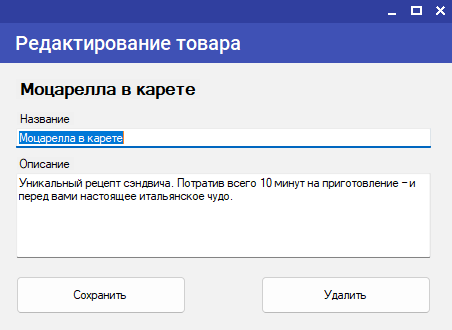 Редактирование товара
Моцарелла в карете
Название
Моцарелла в карете
Описание
Уникальный рецепт сэндвича. Потратив всего 10 минут на приготовление – и
перед вами настоящее итальянское чудо.
Сохранить
Удалить